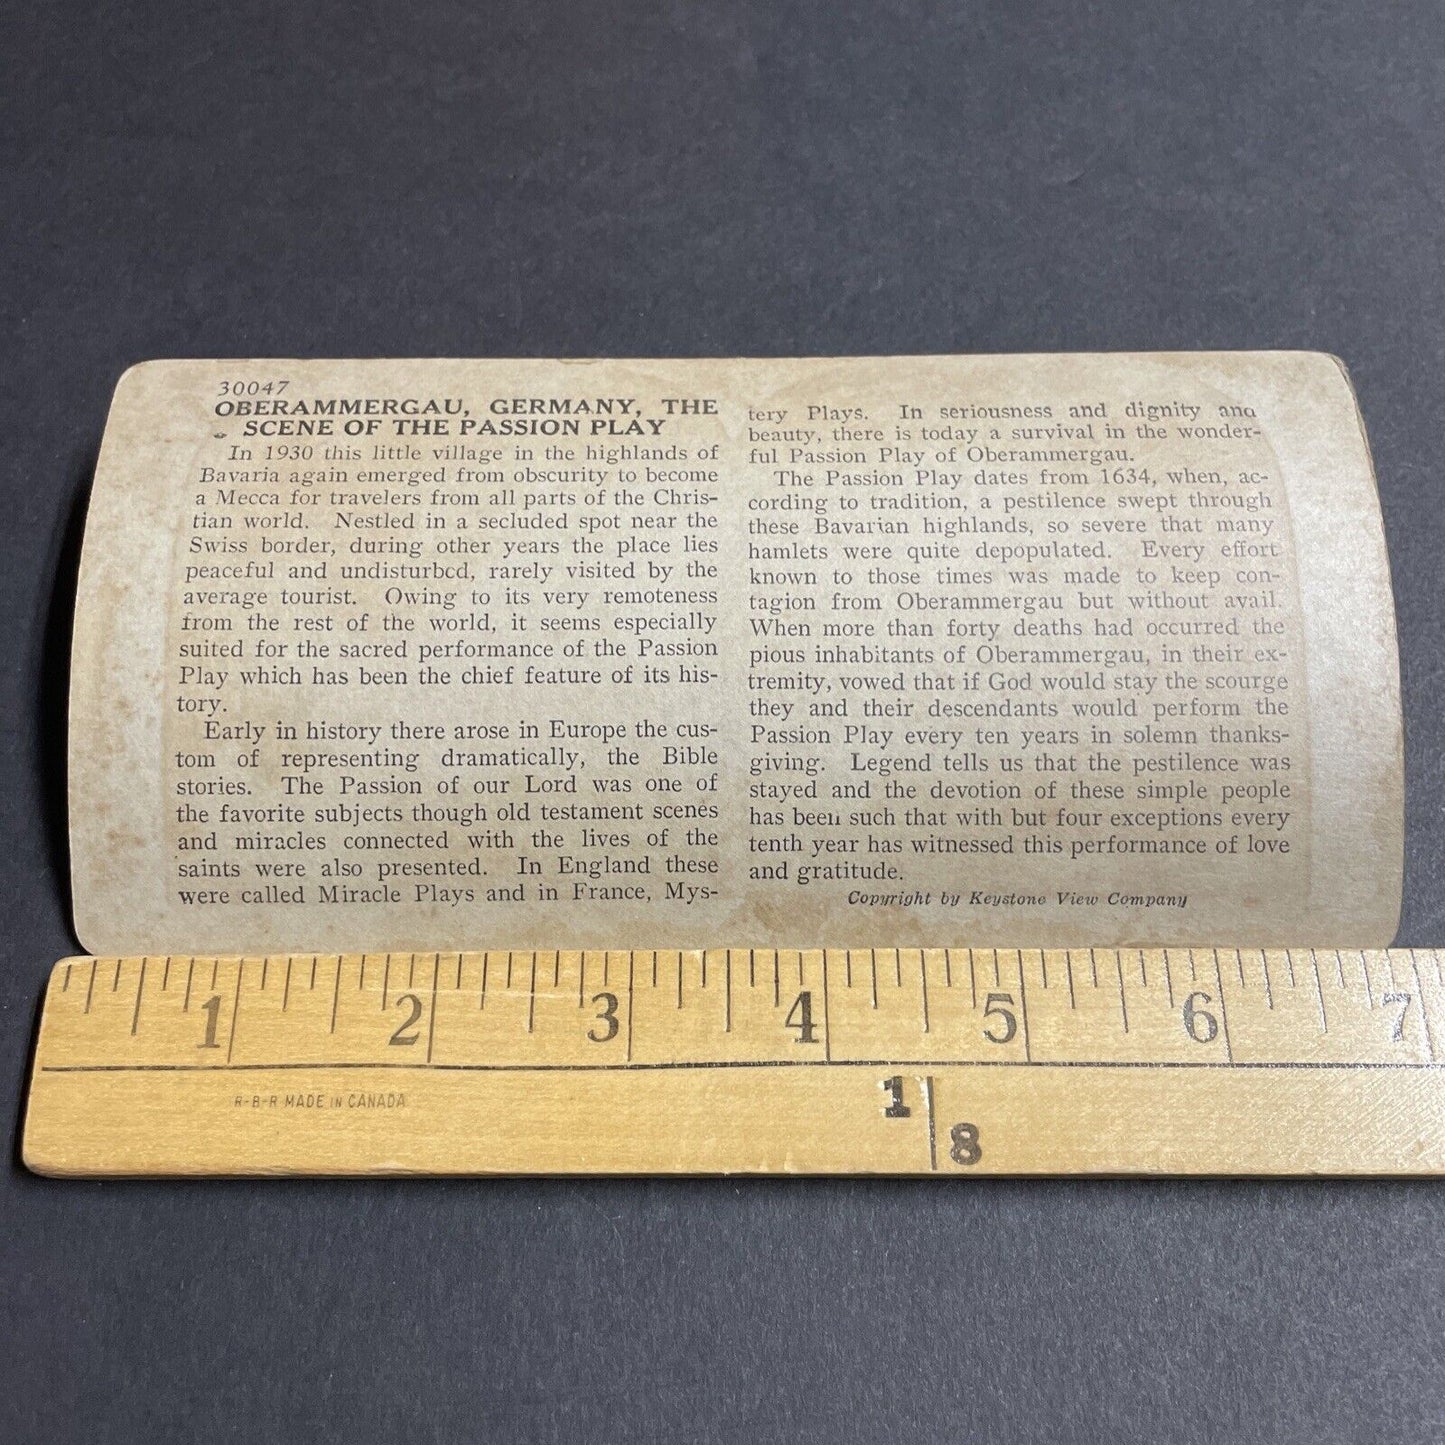 30047
OBERAMMERGAU, GERMANY, THE
SCENE OF THE PASSION PLAY
In 1930 this little village in the highlands of
Bavaria again emerged from obscurity to become
a Mecca for travelers from all parts of the Chris-
tian world. Nestled in a secluded spot near the
Swiss border, during other years the place lies
peaceful and undisturbed, rarely visited by the
average tourist. Owing to its very remoteness
from the rest of the world, it seems especially
suited for the sacred performance of the Passion
Play which has been the chief feature of its his-
tory.
Early in history there arose in Europe the cus-
tom of representing dramatically, the Bible
stories. The Passion of our Lord was one of
the favorite subjects though old testament scenes
and miracles connected with the lives of the
saints were also presented. In England these
were called Miracle Plays and in France, Mys-
tery Plays. In seriousness and dignity and
beauty, there is today a survival in the wonder-
ful Passion Play of Oberammergau.
The Passion Play dates from 1634, when, ac-
cording to tradition, a pestilence swept through
these Bavarian highlands, so severe that many
hamlets were quite depopulated. Every effort
known to those times was made to keep con-
tagion from Oberammergau but without avail.
When more than forty deaths had occurred the
pious inhabitants of Oberammergau, in their ex-
tremity, vowed that if God would stay the scourge
they and their descendants would perform the
Passion Play every ten years in solemn thanks-
giving. Legend tells us that the pestilence was
stayed and the devotion of these simple people
has been such that with but four exceptions every
tenth year has witnessed this performance of love
and gratitude.
Copyright by Keystone View Company
1 2 3 4 5 6 7
R-B-R MADE IN CANADA
1
8